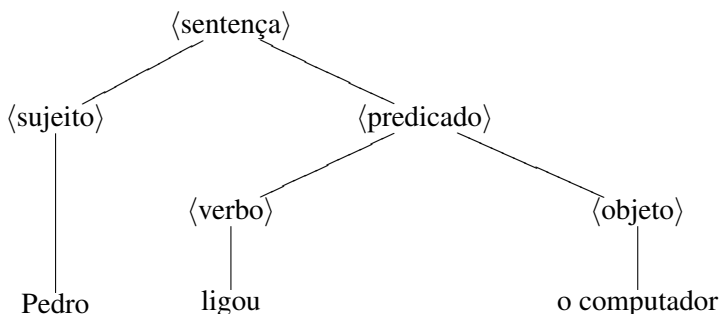 ⟨sentença⟩
⟨sujeito⟩ ⟨predicado⟩
⟨verbo⟩ ⟨objeto⟩
Pedro ligou o computador